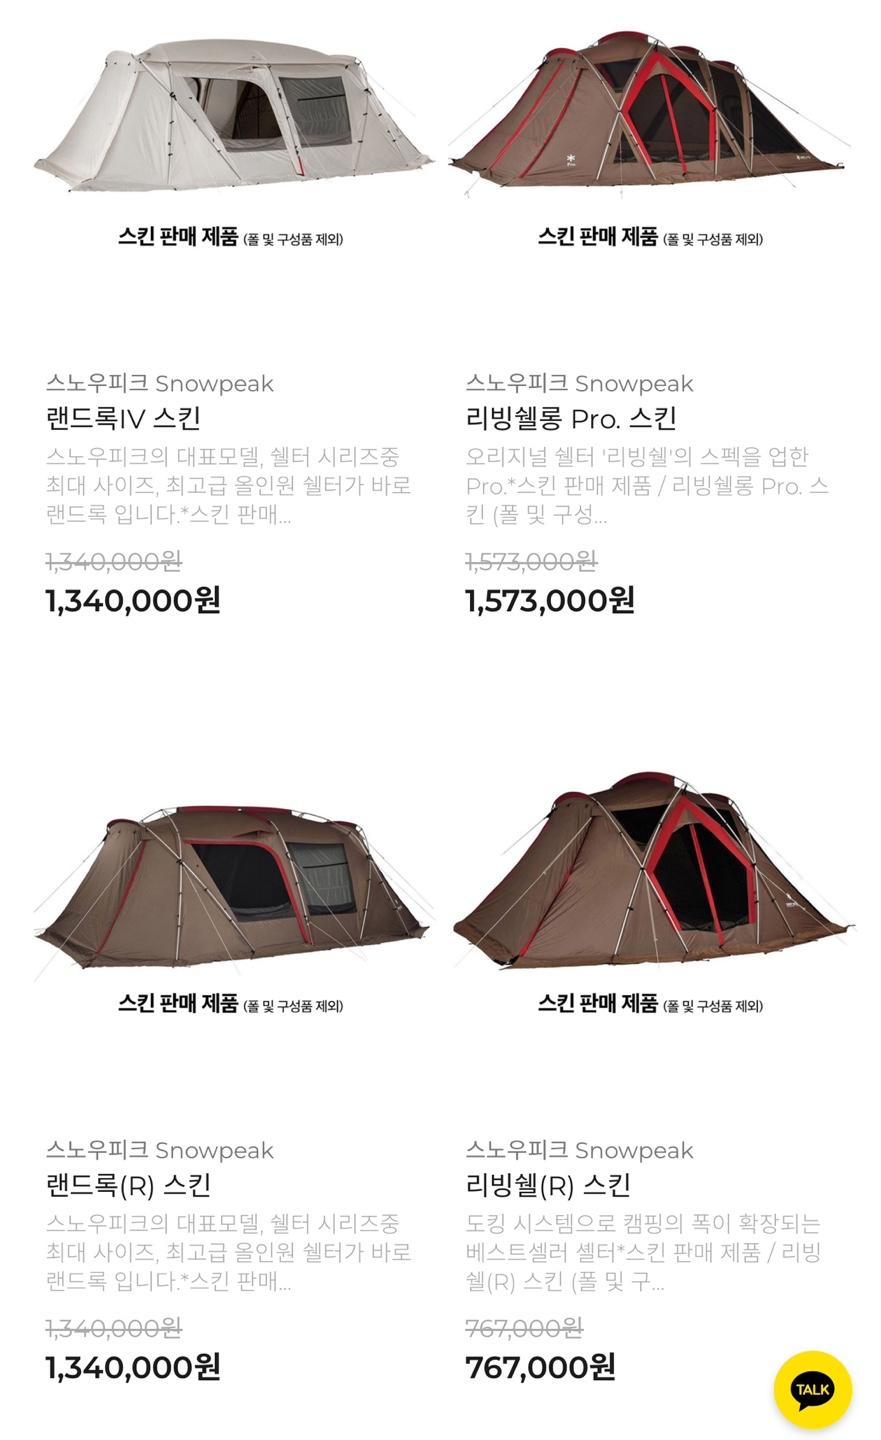 스킨 판매 제품 (폴 및 구성품 제외)
스노우피크 Snowpeak
랜드록IV 스킨
스노우피크의 대표모델, 쉘터 시리즈중
최대 사이즈, 최고급 올인원 쉘터가 바로
랜드록 입니다.*스킨 판매...
1,340,000원
1,340,000원
스킨 판매 제품 (폴 및 구성품 제외)
스노우피크 Snowpeak
리빙쉘롱 Pro. 스킨
오리지널 쉘터 '리빙쉘'의 스펙을 업한
Pro.*스킨 판매 제품 / 리빙쉘롱 Pro. 스
킨 (폴 및 구성...
1,573,000원
1,573,000원
스킨 판매 제품 (폴 및 구성품 제외)
스노우피크 Snowpeak
랜드록(R) 스킨
스노우피크의 대표모델, 쉘터 시리즈중
최대 사이즈, 최고급 올인원 쉘터가 바로
랜드록 입니다.*스킨 판매...
1,340,000원
1,340,000원
스킨 판매 제품 (폴 및 구성품 제외)
스노우피크 Snowpeak
리빙쉘(R) 스킨
도킹 시스템으로 캠핑의 폭이 확장되는
베스트셀러 셸터*스킨 판매 제품 / 리빙
쉘(R) 스킨 (폴 및 구...
767,000원
767,000원
TALK